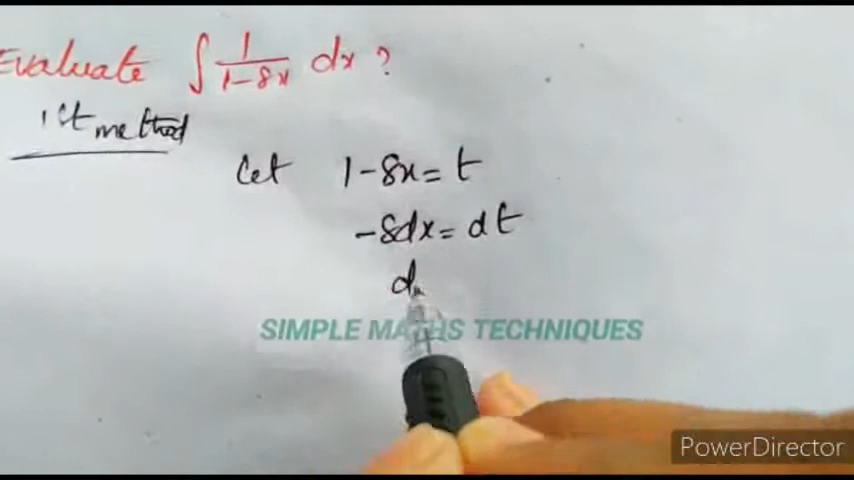 Evaluate ∫ 1/1-8x dx ?
1st method
Let 1-8x = t
-8dx = dt
d
SIMPLE MATHS TECHNIQUES
PowerDirector